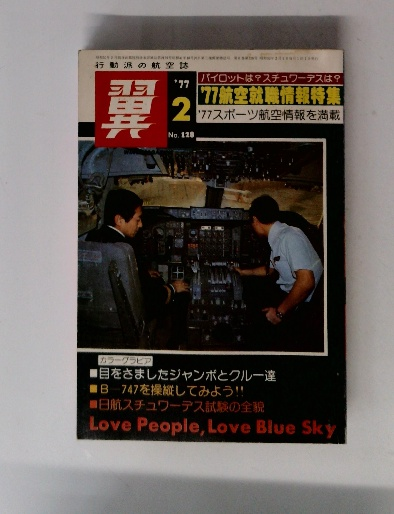 行動派の航空誌
翼
'77
2
No. 128
パイロットは?スチュワーデスは?
'77航空就職情報特集
'77スポーツ航空情報を満載
カラーグラビア
■目をさましたジャンボとクルー達
■B—747を操縦してみよう!!
■日航スチュワーデス試験の全貌
Love People, Love Blue Sky